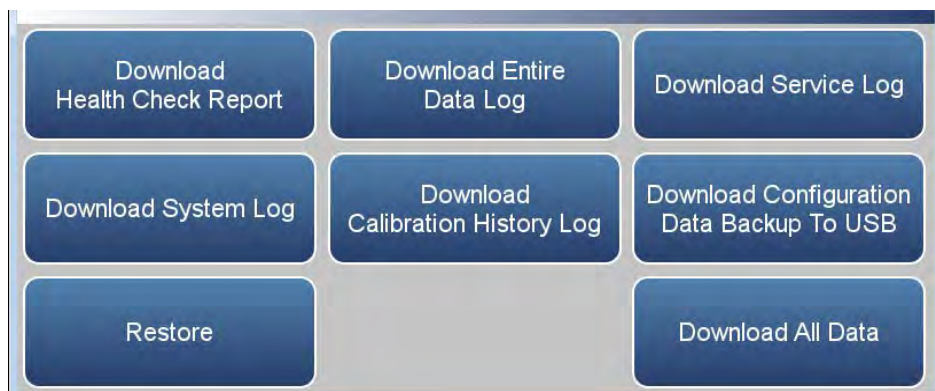 Download
Health Check Report
Download Entire
Data Log
Download Service Log
Download System Log
Download
Calibration History Log
Download Configuration
Data Backup To USB
Restore
Download All Data